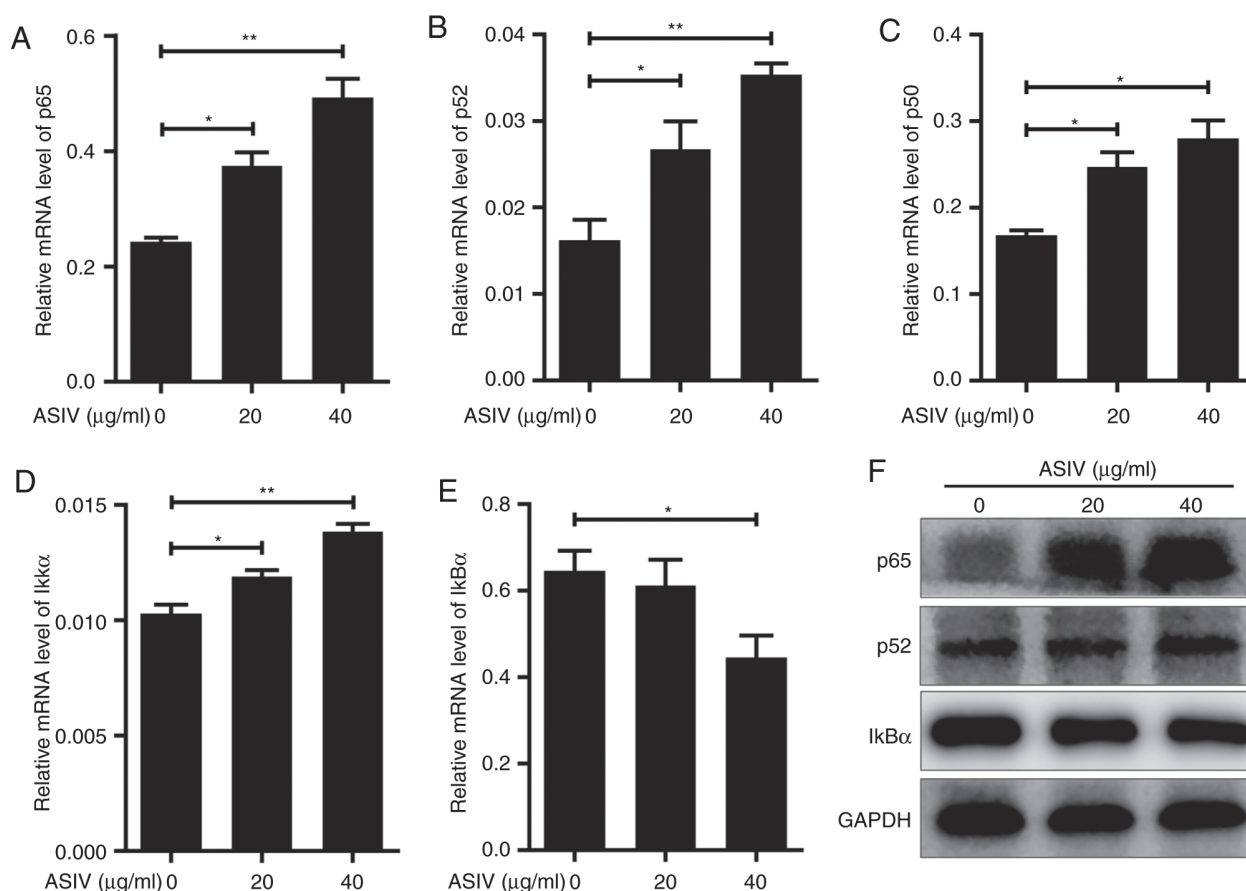 A
Relative mRNA level of p65
0.6
0.4
0.2
0.0
**
*
ASIV (μg/ml) 0 20 40
B
Relative mRNA level of p52
0.04
0.03
0.02
0.01
0.00
**
*
ASIV (μg/ml) 0 20 40
C
Relative mRNA level of p50
0.4
0.3
0.2
0.1
0.0
*
*
ASIV (μg/ml) 0 20 40
D
Relative mRNA level of Ikkα
0.015
0.010
0.005
0.000
**
*
ASIV (μg/ml) 0 20 40
E
Relative mRNA level of IkBα
0.8
0.6
0.4
0.2
0.0
*
ASIV (μg/ml) 0 20 40
F
ASIV (μg/ml)
0 20 40
p65
p52
IkBα
GAPDH